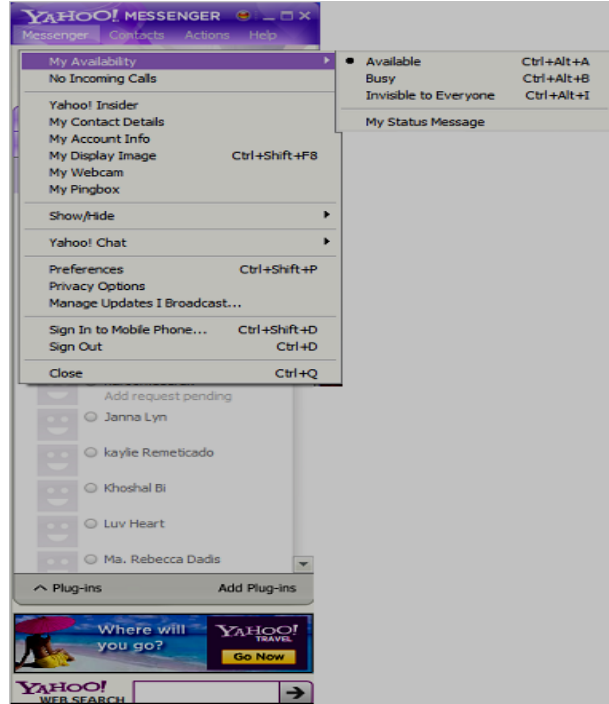 YAHOO! MESSENGER
Messenger Contacts Actions Help
My Availability
No Incoming Calls
Yahoo! Insider
My Contact Details
My Account Info
My Display Image Ctrl+Shift+F8
My Webcam
My Pingbox
Show/Hide
Yahoo! Chat
Preferences Ctrl+Shift+P
Privacy Options
Manage Updates I Broadcast...
Sign In to Mobile Phone... Ctrl+Shift+D
Sign Out Ctrl+D
Close Ctrl+Q
Available Ctrl+Alt+A
Busy Ctrl+Alt+B
Invisible to Everyone Ctrl+Alt+I
My Status Message
Add request pending
Janna Lyn
kaylie Remeticado
Khoshal Bi
Luv Heart
Ma. Rebecca Dadis
Plug-ins Add Plug-ins
Where will
you go?
YAHOO!
TRAVEL
Go Now
YAHOO!
WEB SEARCH